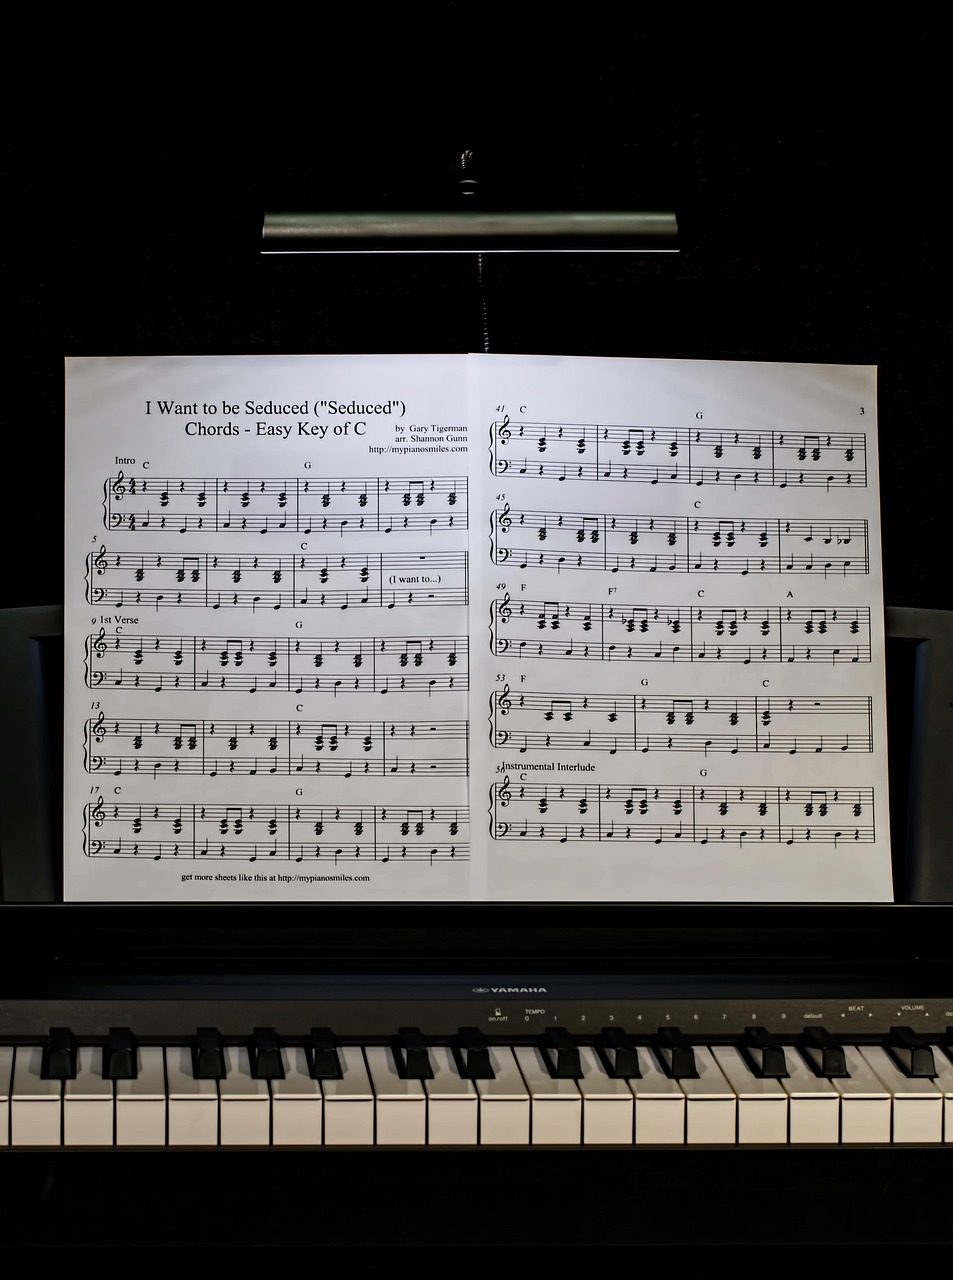 I Want to be Seduced ("Seduced")
Chords - Easy Key of C
by Gary Tigerman
arr. Shannon Gunn
http://mypianosmiles.com
Intro C G
5 C
(I want to...)
9 1st Verse
C G
13 C
17 C G
get more sheets like this at http://mypianosmiles.com
3
41 C G
45 C
49 F F7 C A
53 F G C
Instrumental Interlude
C G
YAMAHA
on/off TEMPO 0 1 2 3 4 5 6 7 8 9 default BEAT VOLUME